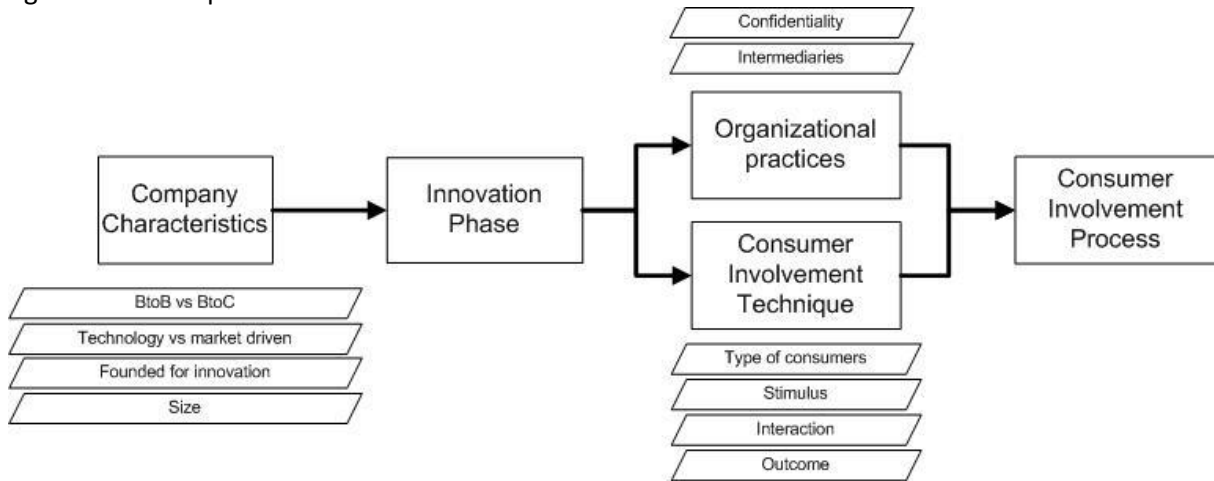 Confidentiality
Intermediaries
Organizational
practices
Company
Characteristics
Innovation
Phase
Consumer
Involvement
Technique
Consumer
Involvement
Process
BtoB vs BtoC
Technology vs market driven
Founded for innovation
Size
Type of consumers
Stimulus
Interaction
Outcome